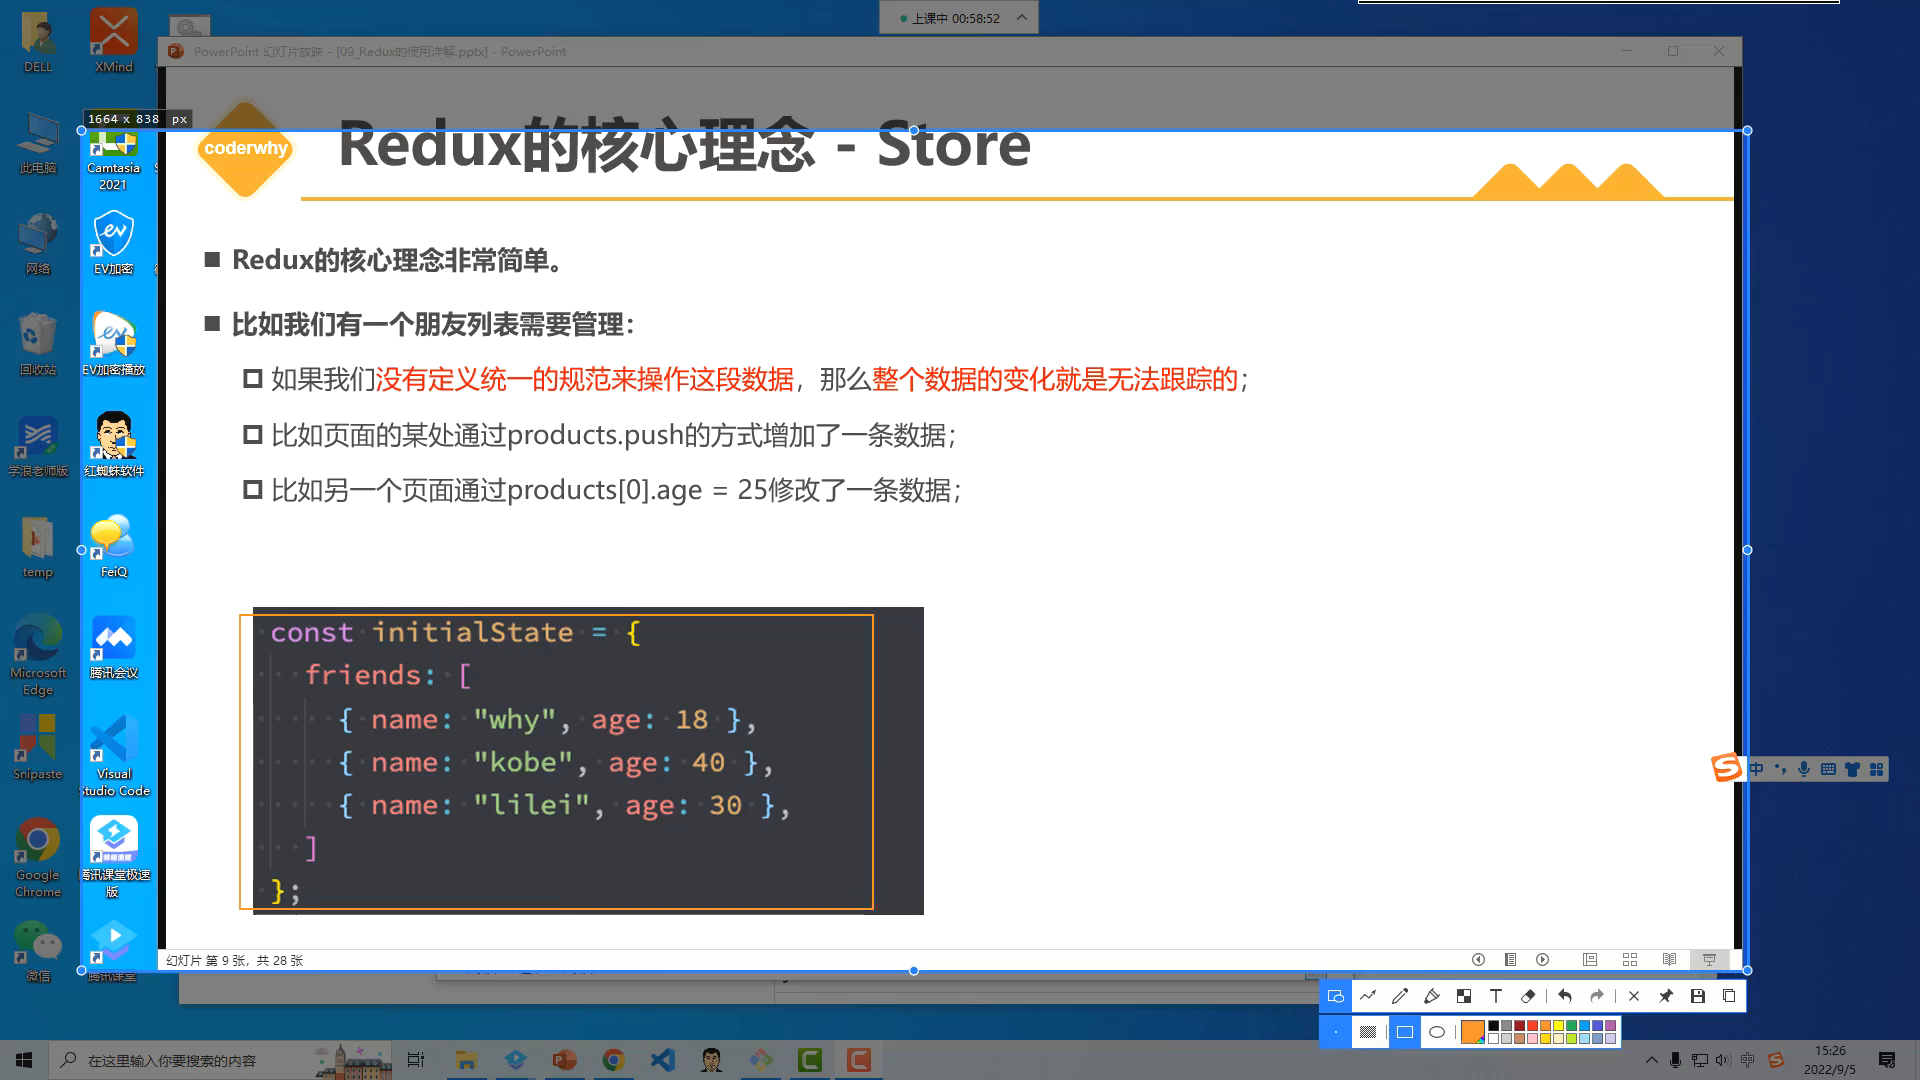 上课中 00:58:52
PowerPoint 幻灯片放映 - [09_Redux的使用详解.pptx] - PowerPoint
DELL
XMind
1664 x 838 px
此电脑
Camtasia
2021
网络
EV加密
回收站
EV加密播放
学浪老师版
红蜘蛛软件
temp
FeiQ
Microsoft
Edge
腾讯会议
Snipaste
Visual
Studio Code
Google
Chrome
腾讯课堂极速
版
微信
腾讯课堂
coderwhy
Redux的核心理念 - Store
Redux的核心理念非常简单。
比如我们有一个朋友列表需要管理：
如果我们没有定义统一的规范来操作这段数据，那么整个数据的变化就是无法跟踪的；
比如页面的某处通过products.push的方式增加了一条数据；
比如另一个页面通过products[0].age = 25修改了一条数据；
const initialState = {
friends: [
{ name: "why", age: 18 },
{ name: "kobe", age: 40 },
{ name: "lilei", age: 30 },
]
};
幻灯片 第 9 张，共 28 张
中
在这里输入你要搜索的内容
中
15:26
2022/9/5